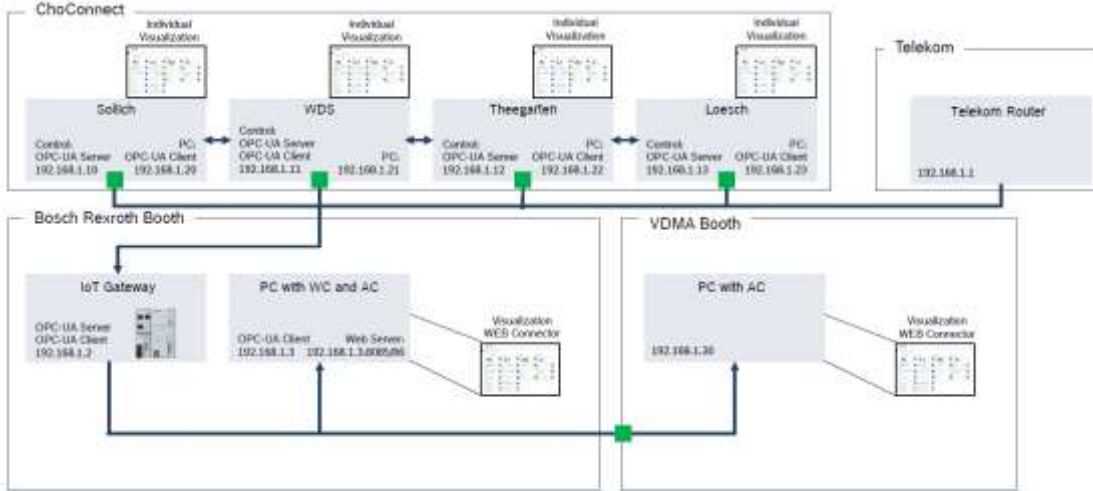 ChoConnect
Individual
Visualization
Individual
Visualization
Individual
Visualization
Individual
Visualization
Telekom
Sollich
WDS
Theegarten
Loesch
Telekom Router
Control:
OPC-UA Server
192.168.1.10
PC:
OPC-UA Client
192.168.1.20
Control:
OPC-UA Server
OPC-UA Client
192.168.1.11
PC:
192.168.1.21
Control:
OPC-UA Server
192.168.1.12
PC:
OPC-UA Client
192.168.1.22
Control:
OPC-UA Server
192.168.1.13
PC:
OPC-UA Client
192.168.1.23
192.168.1.1
Bosch Rexroth Booth
VDMA Booth
IoT Gateway
PC with WC and AC
PC with AC
OPC-UA Server
OPC-UA Client
192.168.1.2
OPC-UA Client
192.168.1.3
Web Server:
Visualization
WEB Connector
192.168.1.30
Visualization
WEB Connector